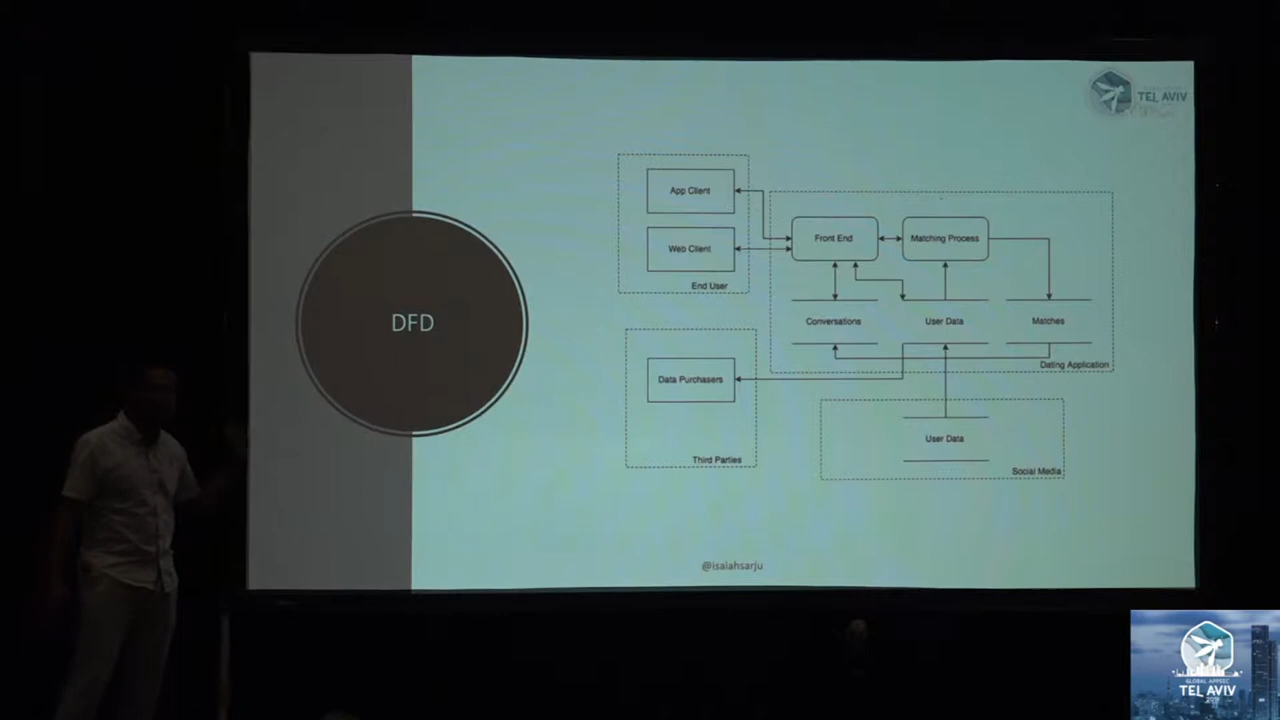 TEL AVIV
DFD
App Client
Web Client
End User
Front End
Matching Process
Conversations
User Data
Matches
Dating Application
Data Purchasers
Third Parties
User Data
Social Media
@isaiahsarju
GLOBAL APPSEC
TEL AVIV